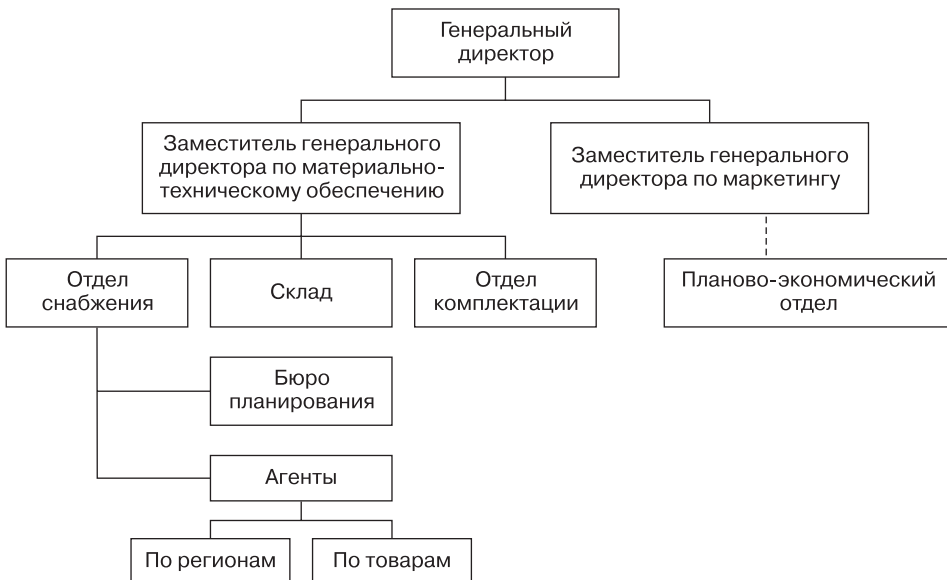 Генеральный
директор
Заместитель генерального
директора по материально-
техническому обеспечению
Заместитель генерального
директора по маркетингу
Отдел
снабжения
Склад
Отдел
комплектации
Планово-экономический
отдел
Бюро
планирования
Агенты
По регионам
По товарам